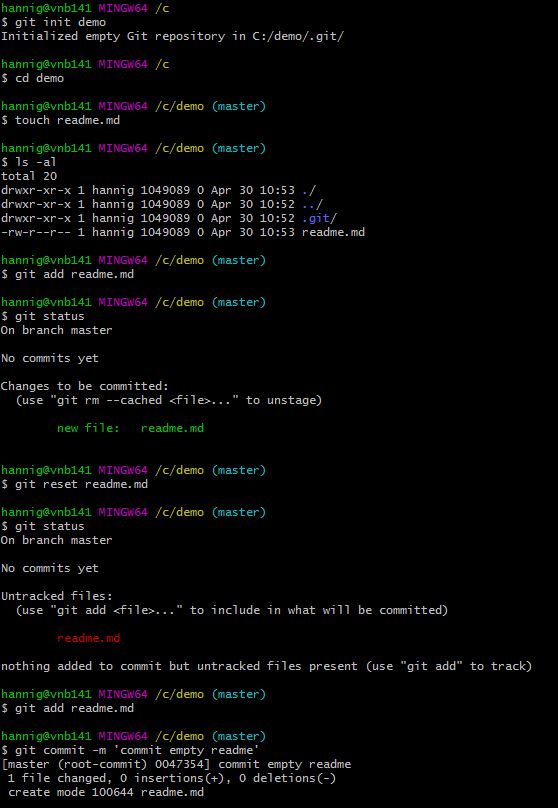 hannig@vnb141 MINGW64 /c
$ git init demo
Initialized empty Git repository in C:/demo/.git/

hannig@vnb141 MINGW64 /c
$ cd demo

hannig@vnb141 MINGW64 /c/demo (master)
$ touch readme.md

hannig@vnb141 MINGW64 /c/demo (master)
$ ls -al
total 20
drwxr-xr-x 1 hannig 1049089 0 Apr 30 10:53 ./
drwxr-xr-x 1 hannig 1049089 0 Apr 30 10:52 ../
drwxr-xr-x 1 hannig 1049089 0 Apr 30 10:52 .git/
-rw-r--r-- 1 hannig 1049089 0 Apr 30 10:53 readme.md

hannig@vnb141 MINGW64 /c/demo (master)
$ git add readme.md

hannig@vnb141 MINGW64 /c/demo (master)
$ git status
On branch master

No commits yet

Changes to be committed:
  (use "git rm --cached <file>..." to unstage)

        new file:   readme.md


hannig@vnb141 MINGW64 /c/demo (master)
$ git reset readme.md

hannig@vnb141 MINGW64 /c/demo (master)
$ git status
On branch master

No commits yet

Untracked files:
  (use "git add <file>..." to include in what will be committed)

        readme.md

nothing added to commit but untracked files present (use "git add" to track)

hannig@vnb141 MINGW64 /c/demo (master)
$ git add readme.md

hannig@vnb141 MINGW64 /c/demo (master)
$ git commit -m 'commit empty readme'
[master (root-commit) 0047354] commit empty readme
 1 file changed, 0 insertions(+), 0 deletions(-)
 create mode 100644 readme.md